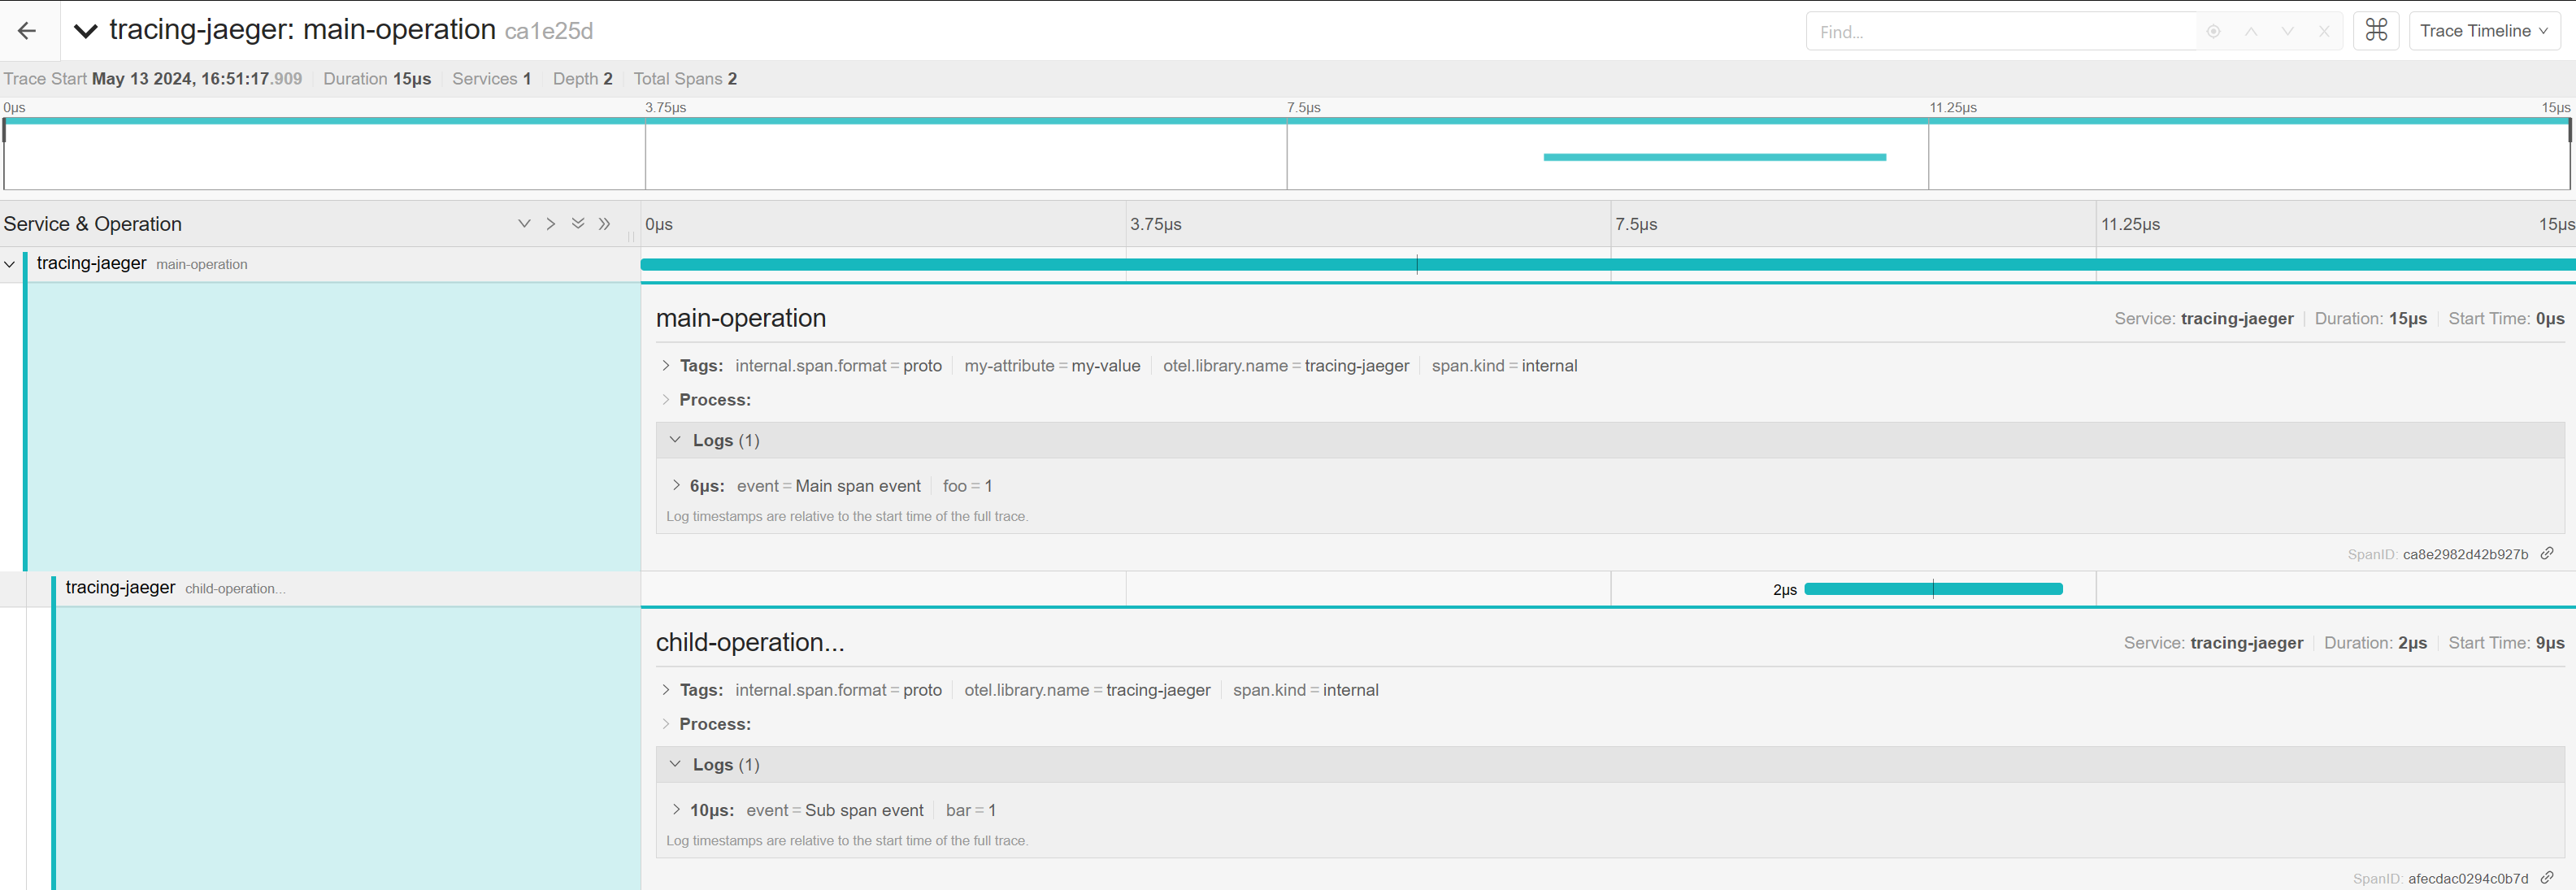 tracing-jaeger: main-operation ca1e25d
Find...
Trace Timeline
Trace Start May 13 2024, 16:51:17.909 Duration 15μs Services 1 Depth 2 Total Spans 2
0μs 3.75μs 7.5μs 11.25μs 15μs
Service & Operation 0μs 3.75μs 7.5μs 11.25μs 15μs
tracing-jaeger main-operation
main-operation Service: tracing-jaeger Duration: 15μs Start Time: 0μs
Tags: internal.span.format = proto my-attribute = my-value otel.library.name = tracing-jaeger span.kind = internal
Process:
Logs (1)
6μs: event = Main span event foo = 1
Log timestamps are relative to the start time of the full trace.
SpanID: ca8e2982d42b927b
tracing-jaeger child-operation... 2μs
child-operation... Service: tracing-jaeger Duration: 2μs Start Time: 9μs
Tags: internal.span.format = proto otel.library.name = tracing-jaeger span.kind = internal
Process:
Logs (1)
10μs: event = Sub span event bar = 1
Log timestamps are relative to the start time of the full trace.
SpanID: afecdac0294c0b7d